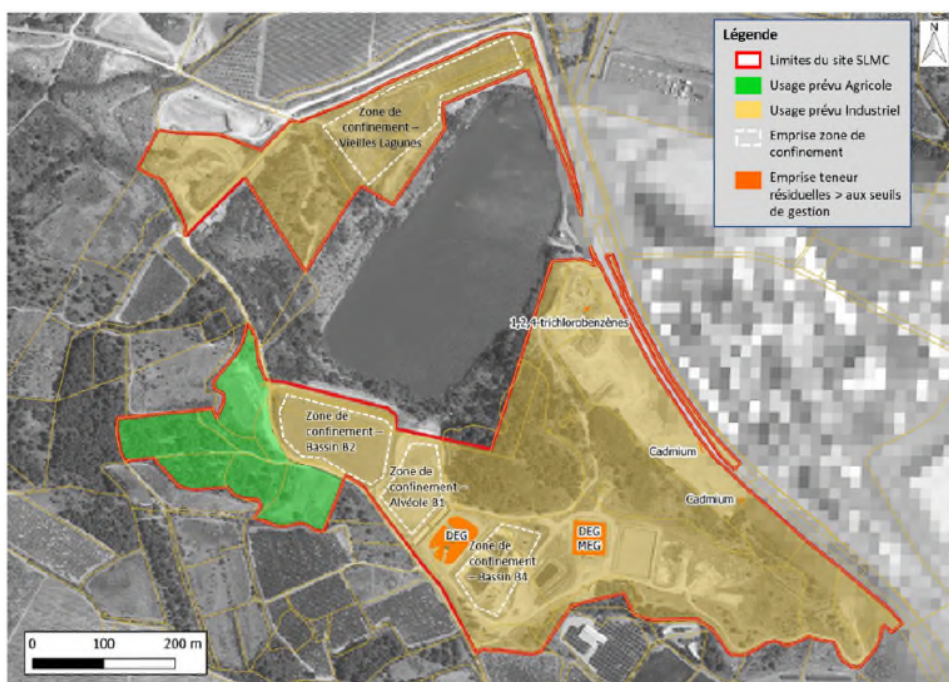 Légende
N
Limites du site SLMC
Usage prévu Agricole
Usage prévu Industriel
Emprise zone de
confinement
Emprise teneur
résiduelles > aux seuils
de gestion
Zone de
confinement –
Vieilles Lagunes
1,2,4-trichlorobenzènes
Zone de
confinement –
Bassin B2
Zone de
confinement –
Alvéole B1
Cadmium
Cadmium
DEG
Zone de
confinement
– Bassin B4
DEG
MEG
0 100 200 m